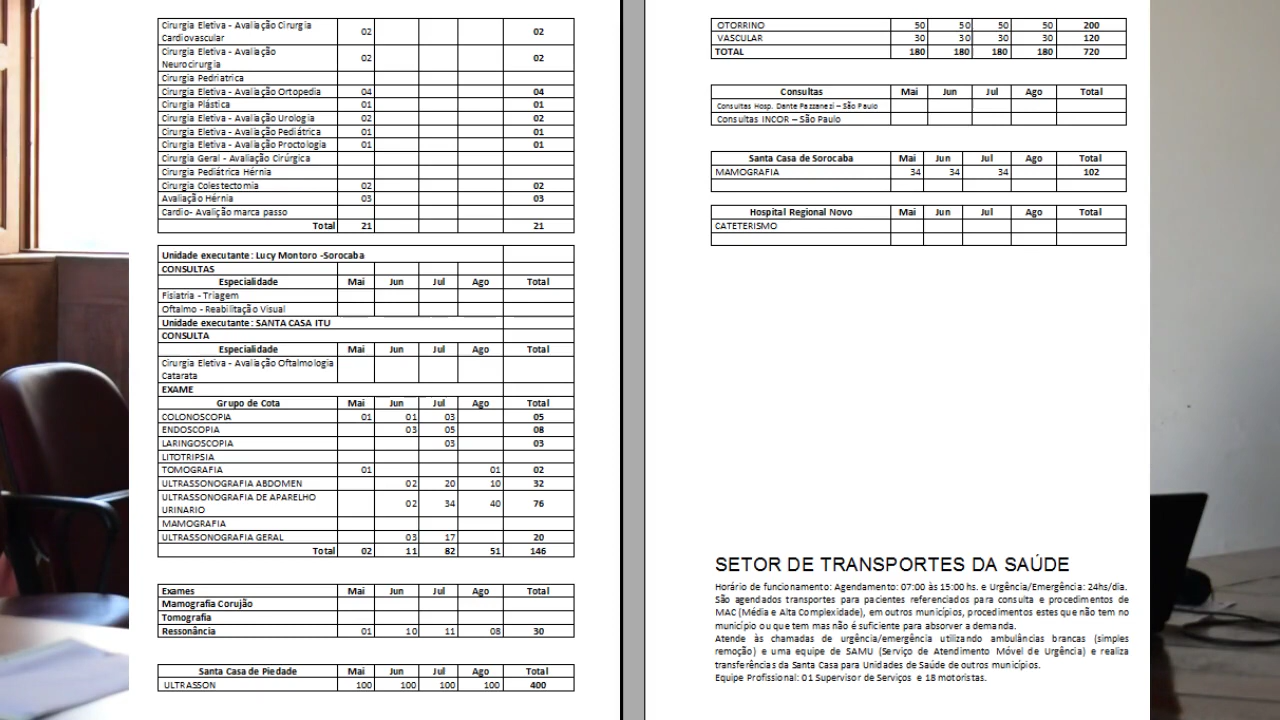 Cirurgia Eletiva - Avaliação Cirurgia
Cardiovascular 02 02
Cirurgia Eletiva - Avaliação
Neurocirurgia 02 02
Cirurgia Pedriatrica
Cirurgia Eletiva - Avaliação Ortopedia 04 04
Cirurgia Plástica 01 01
Cirurgia Eletiva - Avaliação Urologia 02 02
Cirurgia Eletiva - Avaliação Pediátrica 01 01
Cirurgia Eletiva - Avaliação Proctologia 01 01
Cirurgia Geral - Avaliação Cirúrgica
Cirurgia Pediátrica Hérnia
Cirurgia Colestectomia 02 02
Avaliação Hérnia 03 03
Cardio- Avalição marca passo
Total 21 21
Unidade executante: Lucy Montoro -Sorocaba
CONSULTAS
Especialidade Mai Jun Jul Ago Total
Fisiatria - Triagem
Oftalmo - Reabilitação Visual
Unidade executante: SANTA CASA ITU
CONSULTA
Especialidade Mai Jun Jul Ago Total
Cirurgia Eletiva - Avaliação Oftalmologia
Catarata
EXAME
Grupo de Cota Mai Jun Jul Ago Total
COLONOSCOPIA 01 01 03 05
ENDOSCOPIA 03 05 08
LARINGOSCOPIA 03 03
LITOTRIPSIA
TOMOGRAFIA 01 01 02
ULTRASSONOGRAFIA ABDOMEN 02 20 10 32
ULTRASSONOGRAFIA DE APARELHO
URINARIO 02 34 40 76
MAMOGRAFIA
ULTRASSONOGRAFIA GERAL 03 17 20
Total 02 11 82 51 146
Exames Mai Jun Jul Ago Total
Mamografia Corujão
Tomografia
Ressonância 01 10 11 08 30
Santa Casa de Piedade Mai Jun Jul Ago Total
ULTRASSON 100 100 100 100 400
OTORRINO 50 50 50 50 200
VASCULAR 30 30 30 30 120
TOTAL 180 180 180 180 720
Consultas Mai Jun Jul Ago Total
Consultas Hosp. Dante Pazzanezi – São Paulo
Consultas INCOR – São Paulo
Santa Casa de Sorocaba Mai Jun Jul Ago Total
MAMOGRAFIA 34 34 34 102
Hospital Regional Novo Mai Jun Jul Ago Total
CATETERISMO
SETOR DE TRANSPORTES DA SAÚDE
Horário de funcionamento: Agendamento: 07:00 às 15:00 hs. e Urgência/Emergência: 24hs/dia.
São agendados transportes para pacientes referenciados para consulta e procedimentos de
MAC (Média e Alta Complexidade), em outros municípios, procedimentos estes que não tem no
município ou que tem mas não é suficiente para absorver a demanda.
Atende às chamadas de urgência/emergência utilizando ambulâncias brancas (simples
remoção) e uma equipe de SAMU (Serviço de Atendimento Móvel de Urgência) e realiza
transferências da Santa Casa para Unidades de Saúde de outros municípios.
Equipe Profissional: 01 Supervisor de Serviços e 18 motoristas.